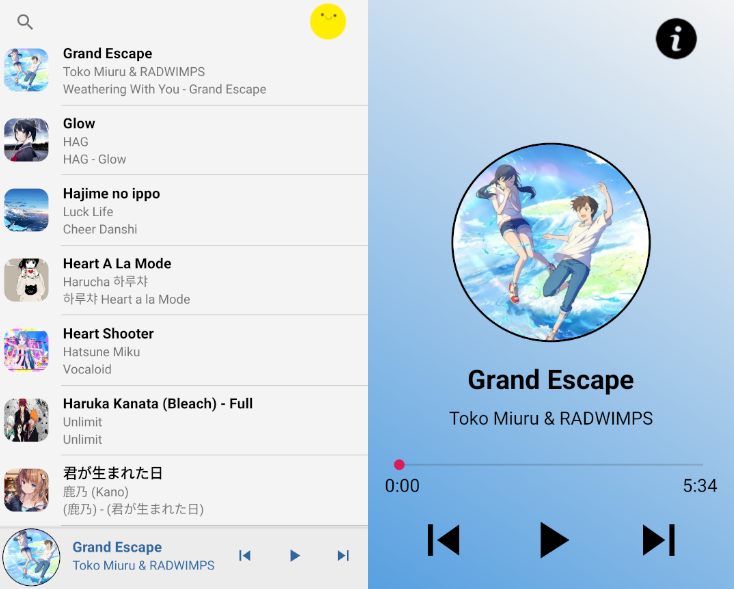 Grand Escape
Toko Miuru & RADWIMPS
Weathering With You - Grand Escape
Glow
HAG
HAG - Glow
Hajime no ippo
Luck Life
Cheer Danshi
Heart A La Mode
Harucha 하루챠
하루챠 Heart a la Mode
Heart Shooter
Hatsune Miku
Vocaloid
Haruka Kanata (Bleach) - Full
Unlimit
Unlimit
君が生まれた日
鹿乃 (Kano)
(鹿乃) - (君が生まれた日)
Grand Escape
Toko Miuru & RADWIMPS
i
Grand Escape
Toko Miuru & RADWIMPS
0:00
5:34